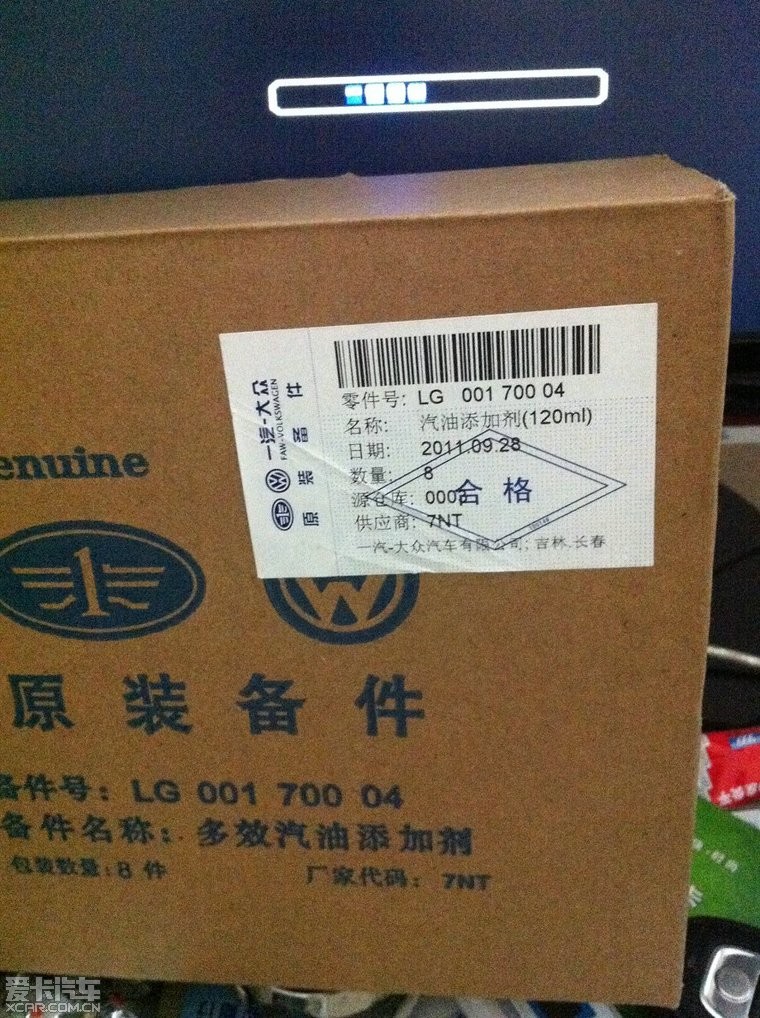 零件号: LG 001 700 04
名称: 汽油添加剂(120ml)
日期: 2011.09.28
数量: 8
源仓库: 000
供应商: 7NT
一汽-大众汽车有限公司; 吉林.长春
合格
一汽-大众
FAW-VOLKSWAGEN
原装备件
enuine
原装备件
备件号: LG 001 700 04
备件名称: 多效汽油添加剂
包装数量: 8 件
厂家代码: 7NT
爱卡汽车
XCAR.COM.CN